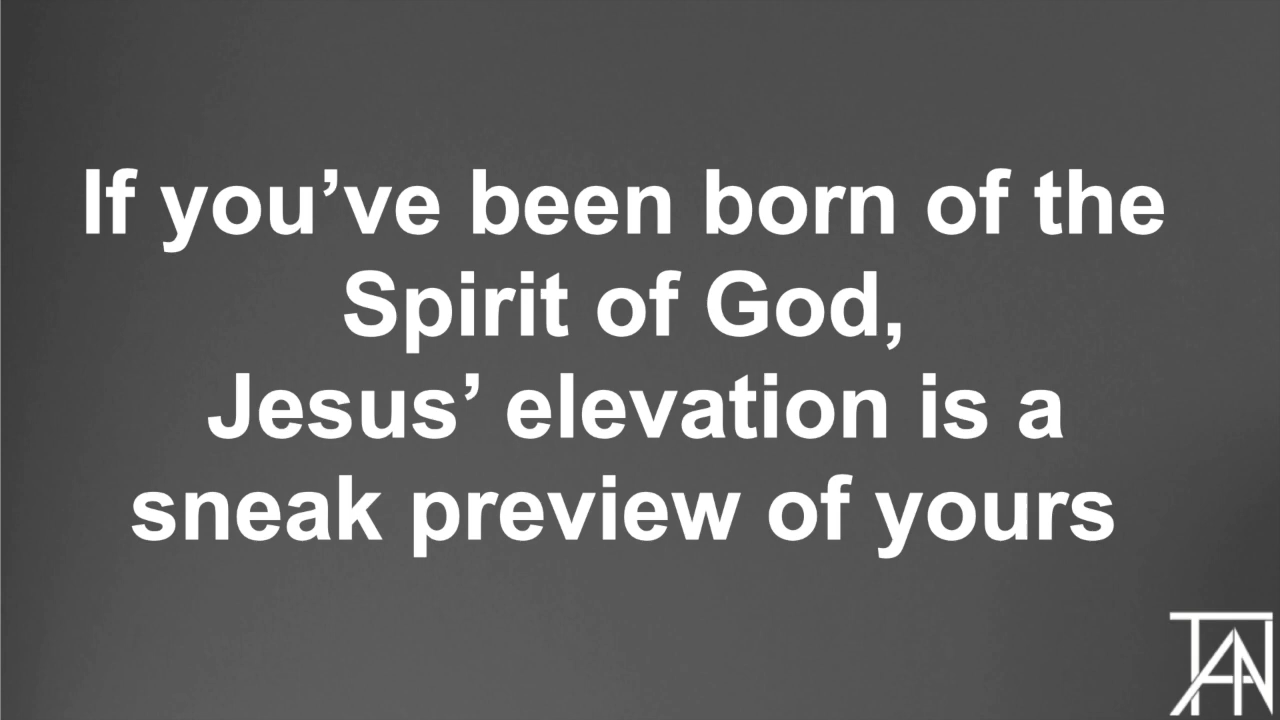 If you’ve been born of the
Spirit of God,
Jesus’ elevation is a
sneak preview of yours